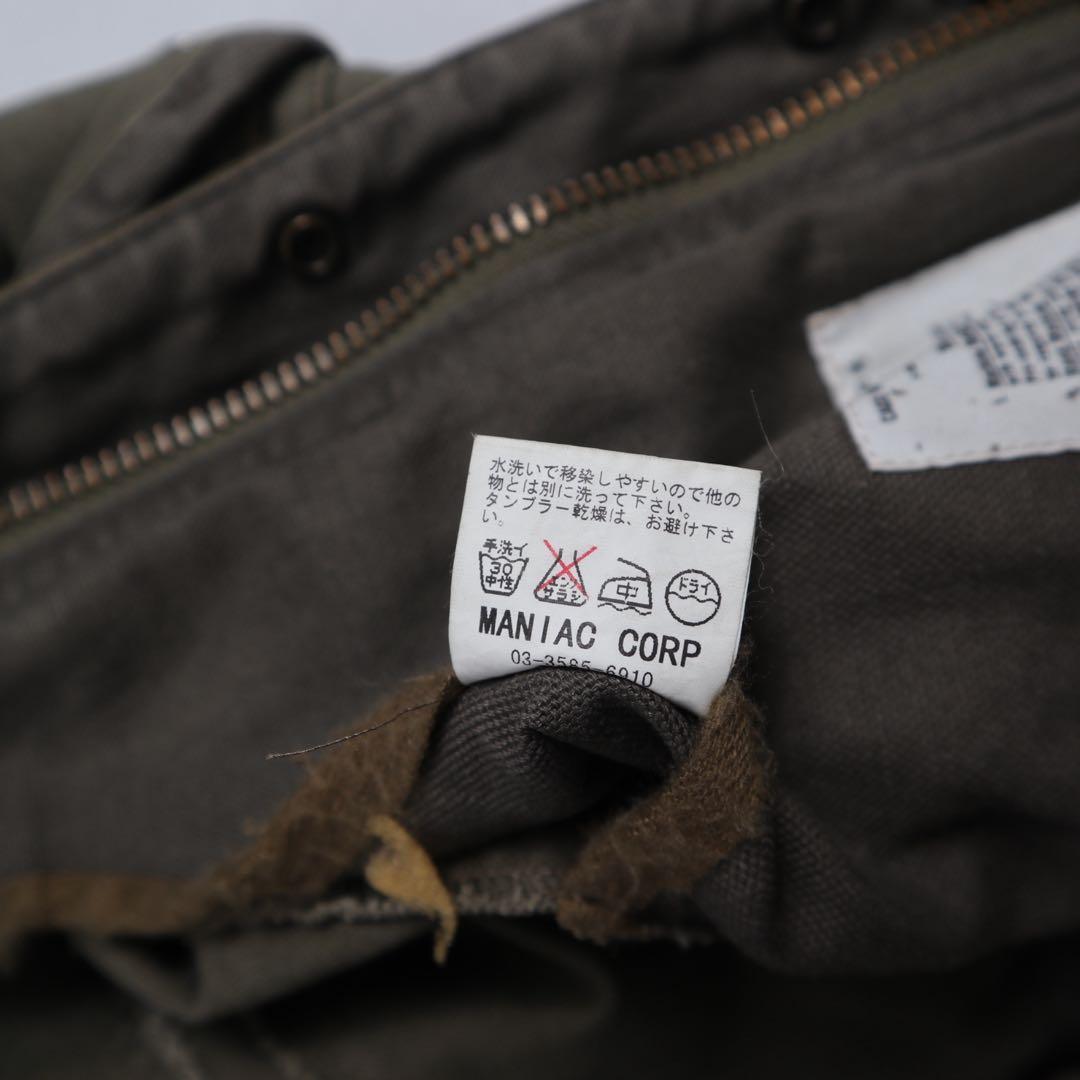 水洗いで移染しやすいので他の
物とは別に洗って下さい。
タンブラー乾燥は、お避け下さ
い。
手洗イ
30
中性
エンソ
サラシ
中
ドライ
MANIAC CORP
03-3585-6910